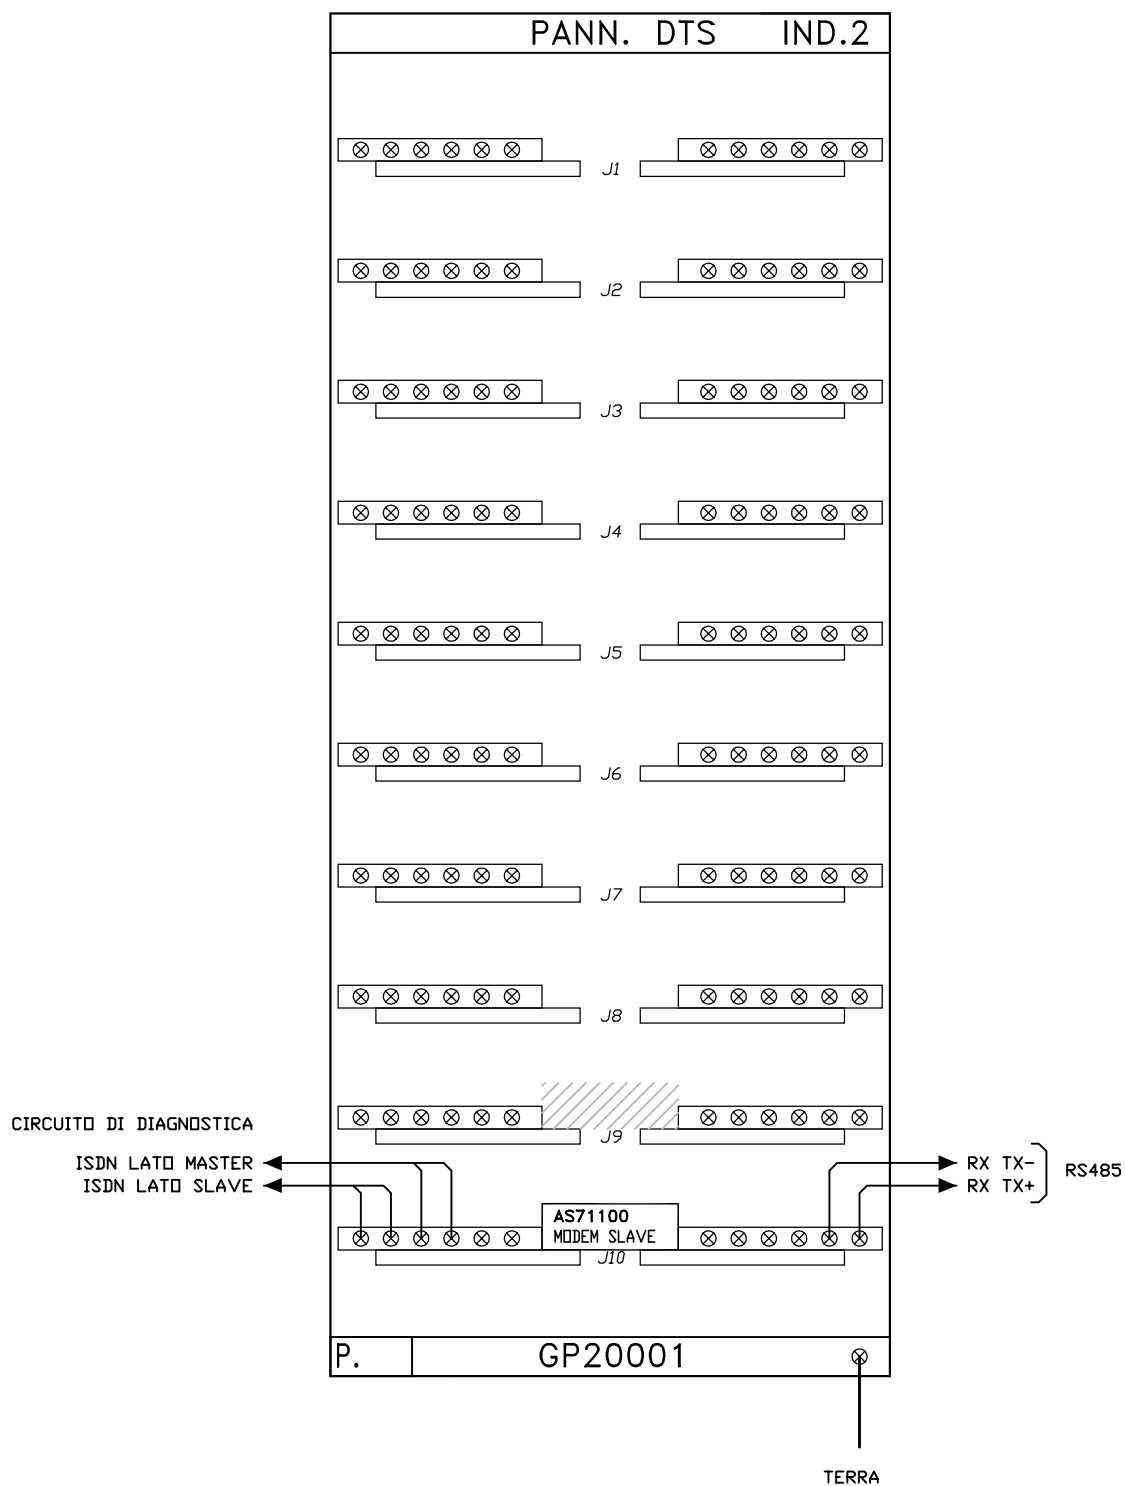 PANN. DTS IND.2
J1
J2
J3
J4
J5
J6
J7
J8
J9
CIRCUITO DI DIAGNOSTICA
ISDN LATO MASTER
ISDN LATO SLAVE
RX TX-
RX TX+
RS485
AS71100
MODEM SLAVE
J10
P.
GP20001
TERRA